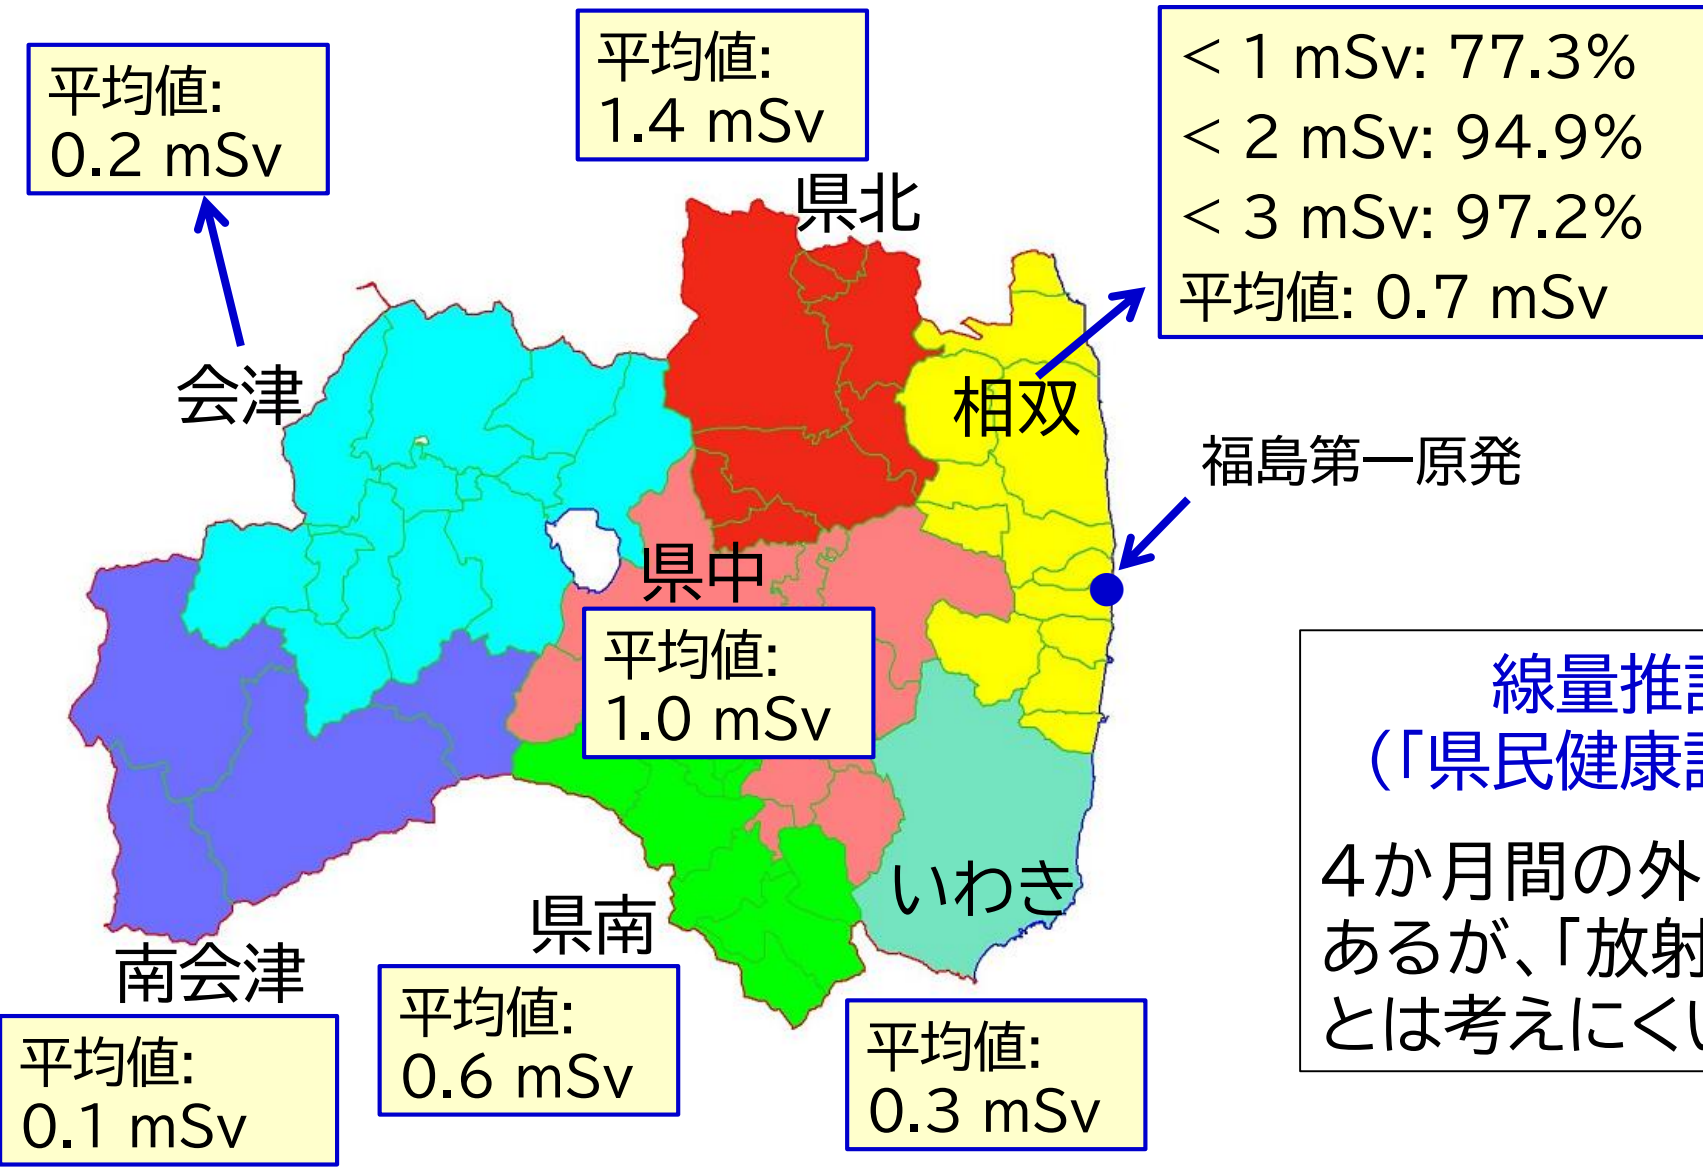 平均値:
0.2 mSv
平均値:
1.4 mSv
< 1 mSv: 77.3%
< 2 mSv: 94.9%
< 3 mSv: 97.2%
平均値: 0.7 mSv
県北
会津
相双
福島第一原発
県中
平均値:
1.0 mSv
線量推
(「県民健康
4か月間の外
あるが、「放射
とは考えにく
いわき
県南
南会津
平均値:
0.6 mSv
平均値:
0.3 mSv
平均値:
0.1 mSv